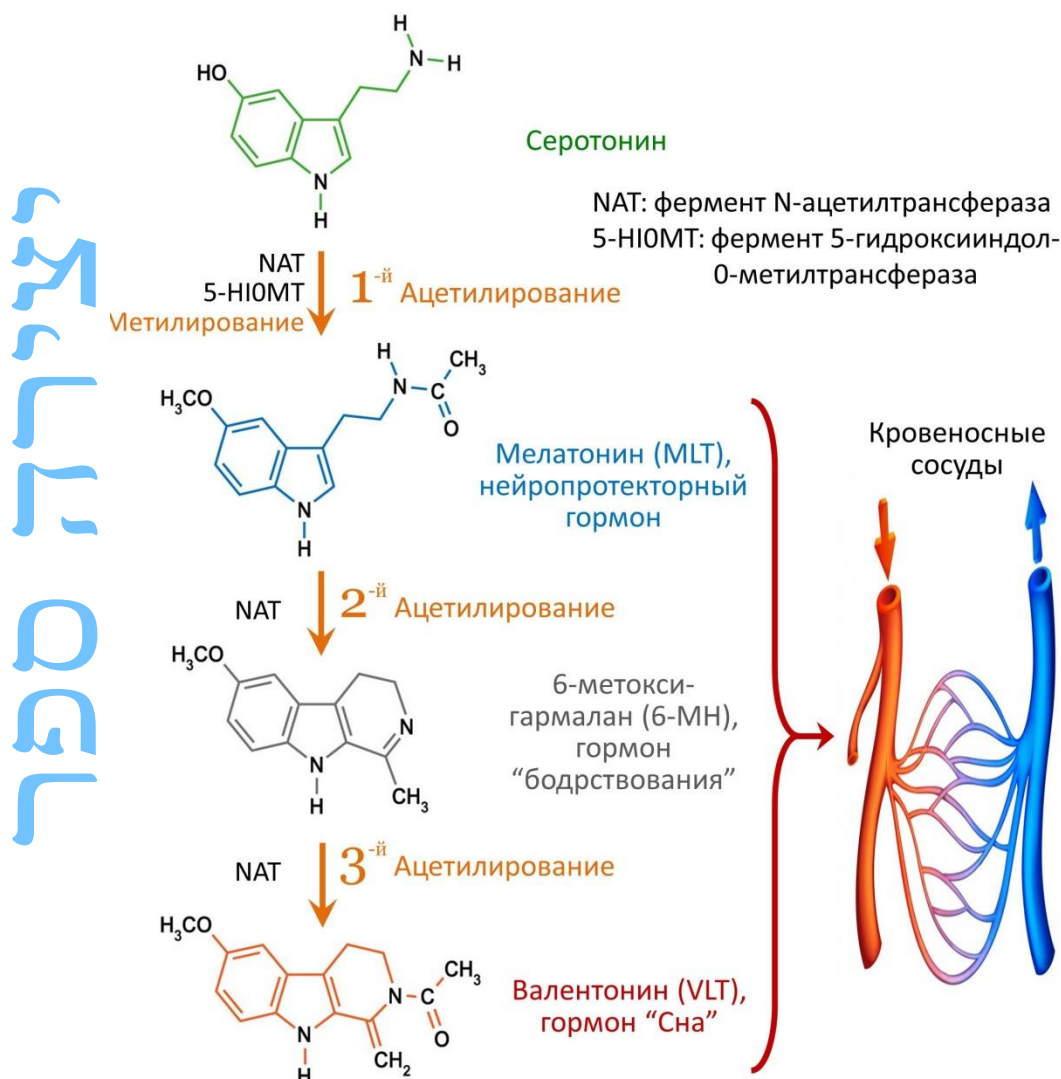 H
N
H
HO
N
H
Серотонин
NAT: фермент N-ацетилтрансфераза
5-HI0MT: фермент 5-гидроксииндол-
0-метилтрансфераза
NAT
5-HI0MT
Метилирование
1-й Ацетилирование
H
N
CH₃
C
O
H₃CO
N
H
Мелатонин (MLT),
нейропротекторный
гормон
Кровеносные
сосуды
NAT
2-й Ацетилирование
H₃CO
N
N
H
CH₃
6-метокси-
гармалан (6-МН),
гормон
“бодрствования”
NAT
3-й Ацетилирование
H₃CO
N
C
CH₃
O
N
H
CH₂
Валентонин (VLT),
гормон “Сна”